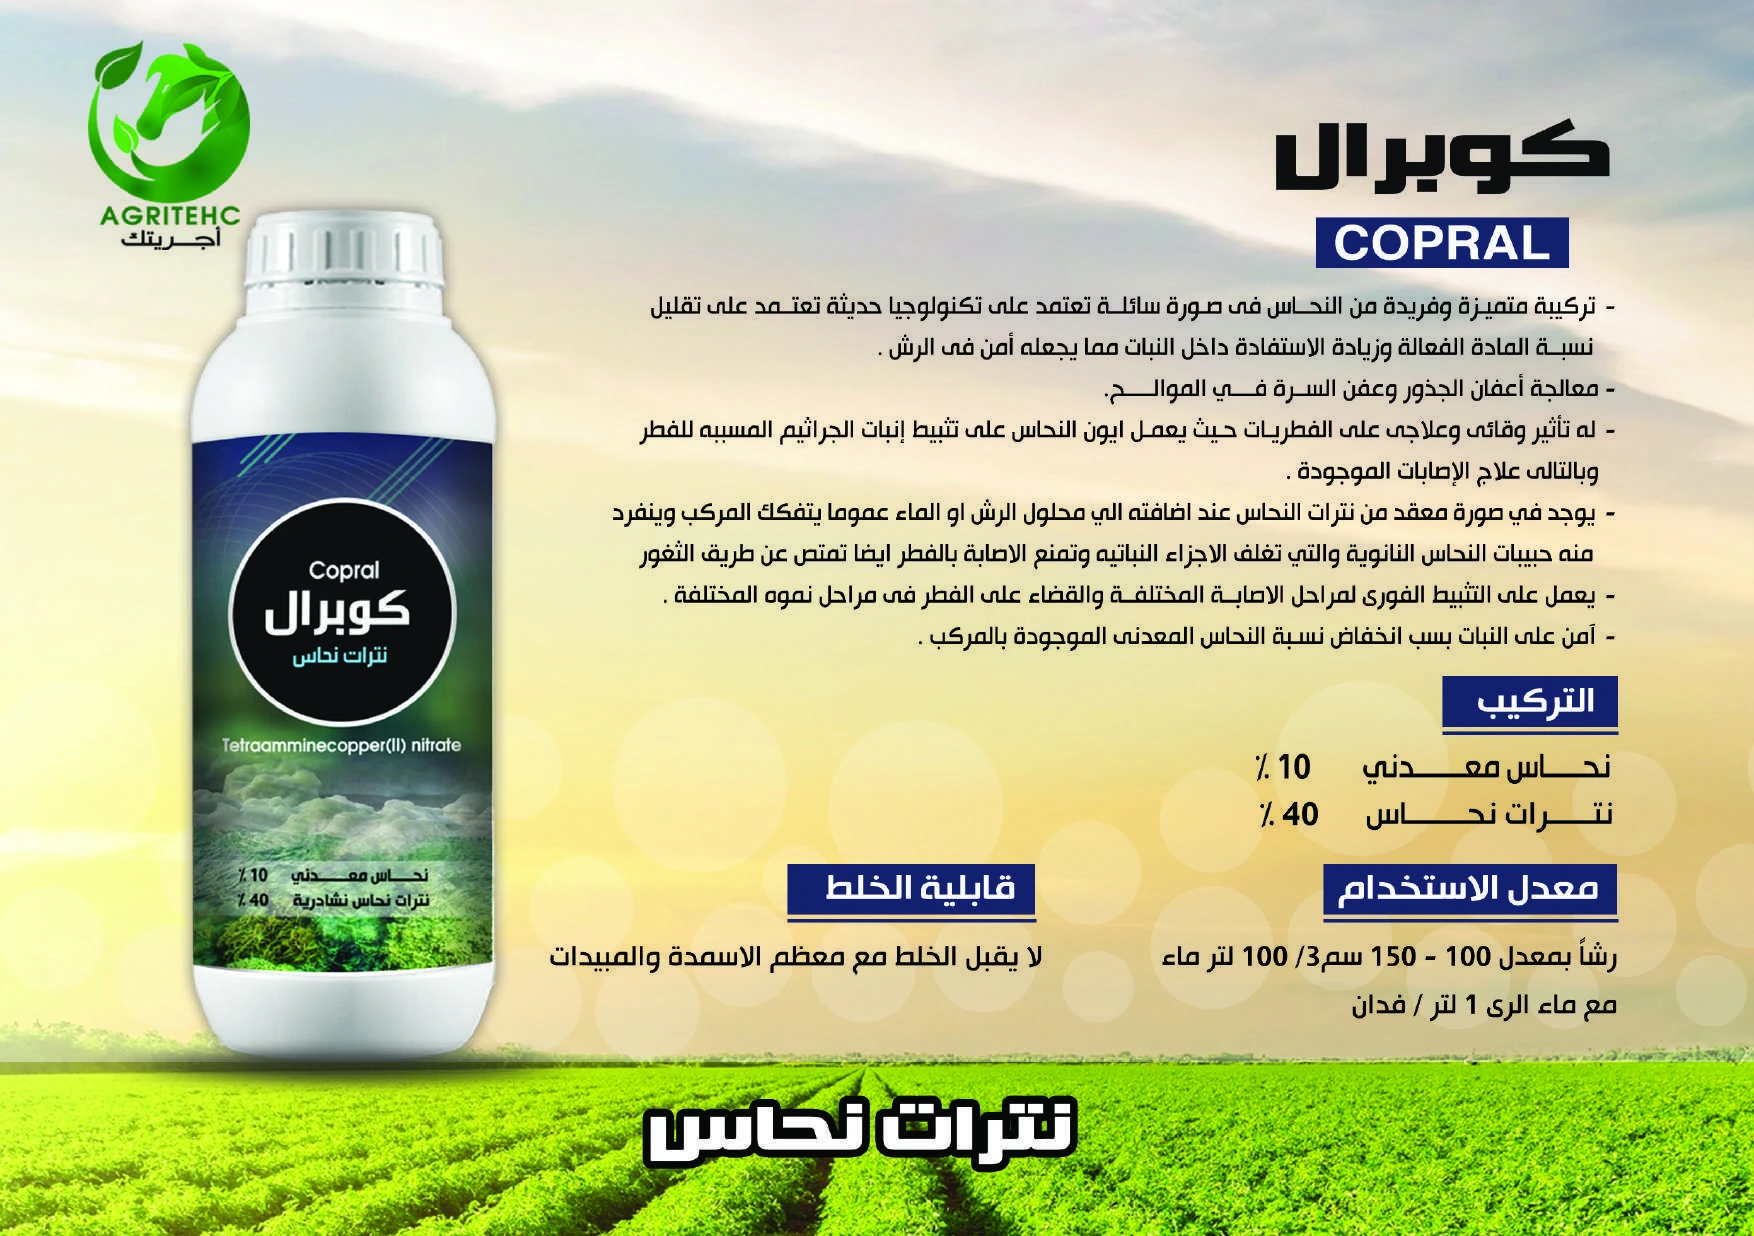 AGRITEHC
أجريتك
كوبرال
COPRAL
- تركيبة متميزة وفريدة من النحاس فى صورة سائلة تعتمد على تكنولوجيا حديثة تعتمد على تقليل
نسبة المادة الفعالة وزيادة الاستفادة داخل النبات مما يجعله أمن فى الرش .
- معالجة أعفان الجذور وعفن السرة في الموالح.
- له تأثير وقائى وعلاجى على الفطريات حيث يعمل ايون النحاس على تثبيط إنبات الجراثيم المسببه للفطر
وبالتالى علاج الإصابات الموجودة .
- يوجد في صورة معقد من نترات النحاس عند اضافته الي محلول الرش او الماء عموما يتفكك المركب وينفرد
منه حبيبات النحاس النانوية والتي تغلف الاجزاء النباتيه وتمنع الاصابة بالفطر ايضا تمتص عن طريق الثغور
- يعمل على التثبيط الفورى لمراحل الاصابة المختلفة والقضاء على الفطر فى مراحل نموه المختلفة .
- آمن على النبات بسب انخفاض نسبة النحاس المعدنى الموجودة بالمركب .
التركيب
نحاس معدني 10 ٪
نترات نحاس 40 ٪
معدل الاستخدام
رشاً بمعدل 100 - 150 سم3/ 100 لتر ماء
مع ماء الرى 1 لتر / فدان
قابلية الخلط
لا يقبل الخلط مع معظم الاسمدة والمبيدات
Copral
كوبرال
نترات نحاس
Tetraamminecopper(II) nitrate
نحاس معدني 10 ٪
نترات نحاس نشادرية 40 ٪
نترات نحاس